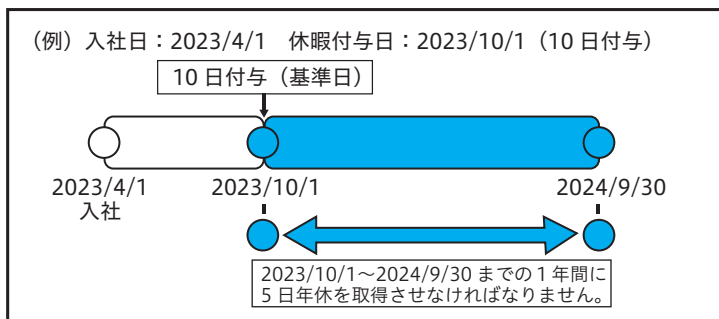 （例）入社日：2023/4/1　休暇付与日：2023/10/1（10 日付与）
10 日付与（基準日）
2023/4/1
入社
2023/10/1
2024/9/30
2023/10/1～2024/9/30 までの 1 年間に
5 日年休を取得させなければなりません。